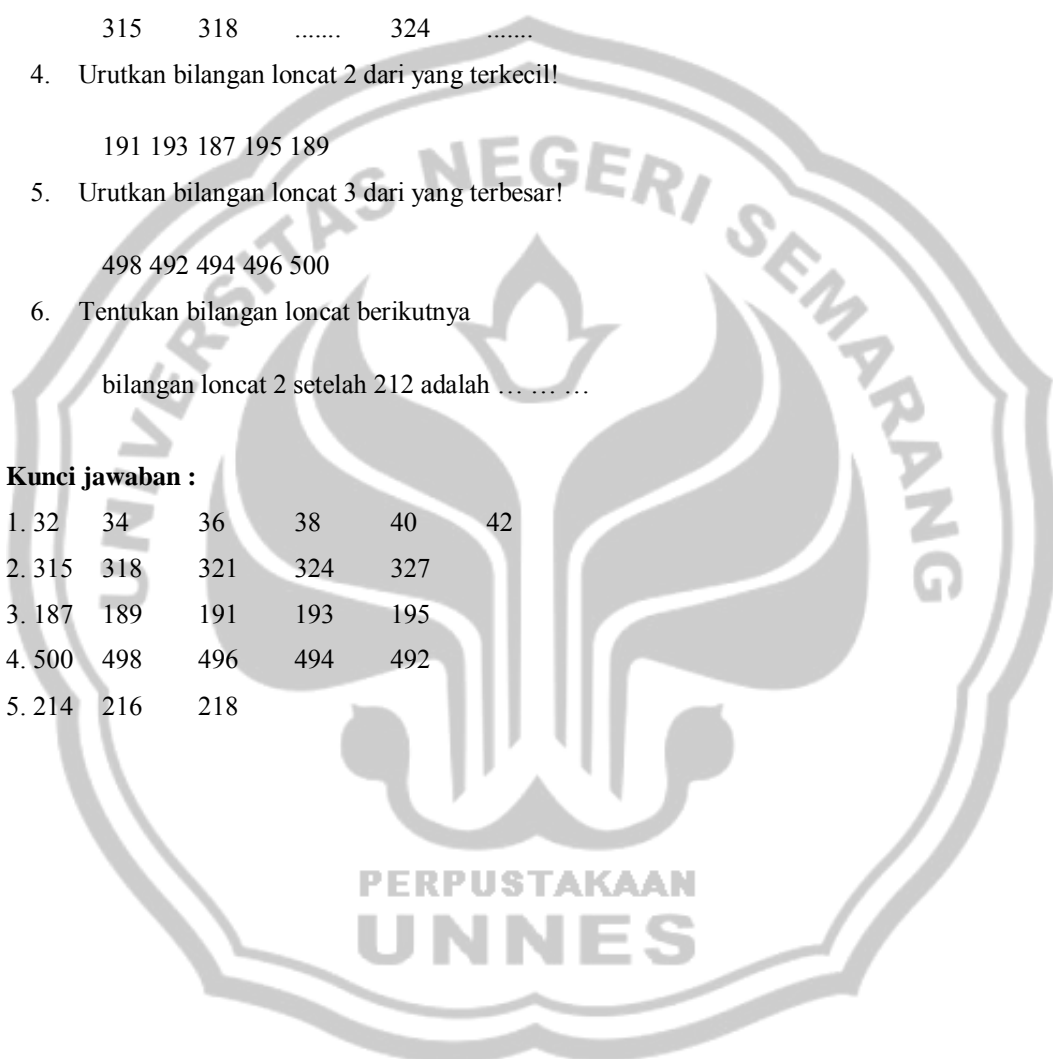 315 318 ....... 324 .......
4. Urutkan bilangan loncat 2 dari yang terkecil!
191 193 187 195 189
5. Urutkan bilangan loncat 3 dari yang terbesar!
498 492 494 496 500
6. Tentukan bilangan loncat berikutnya
bilangan loncat 2 setelah 212 adalah … … …
Kunci jawaban :
1. 32 34 36 38 40 42
2. 315 318 321 324 327
3. 187 189 191 193 195
4. 500 498 496 494 492
5. 214 216 218
UNIVERSITAS NEGERI SEMARANG
PERPUSTAKAAN
UNNES